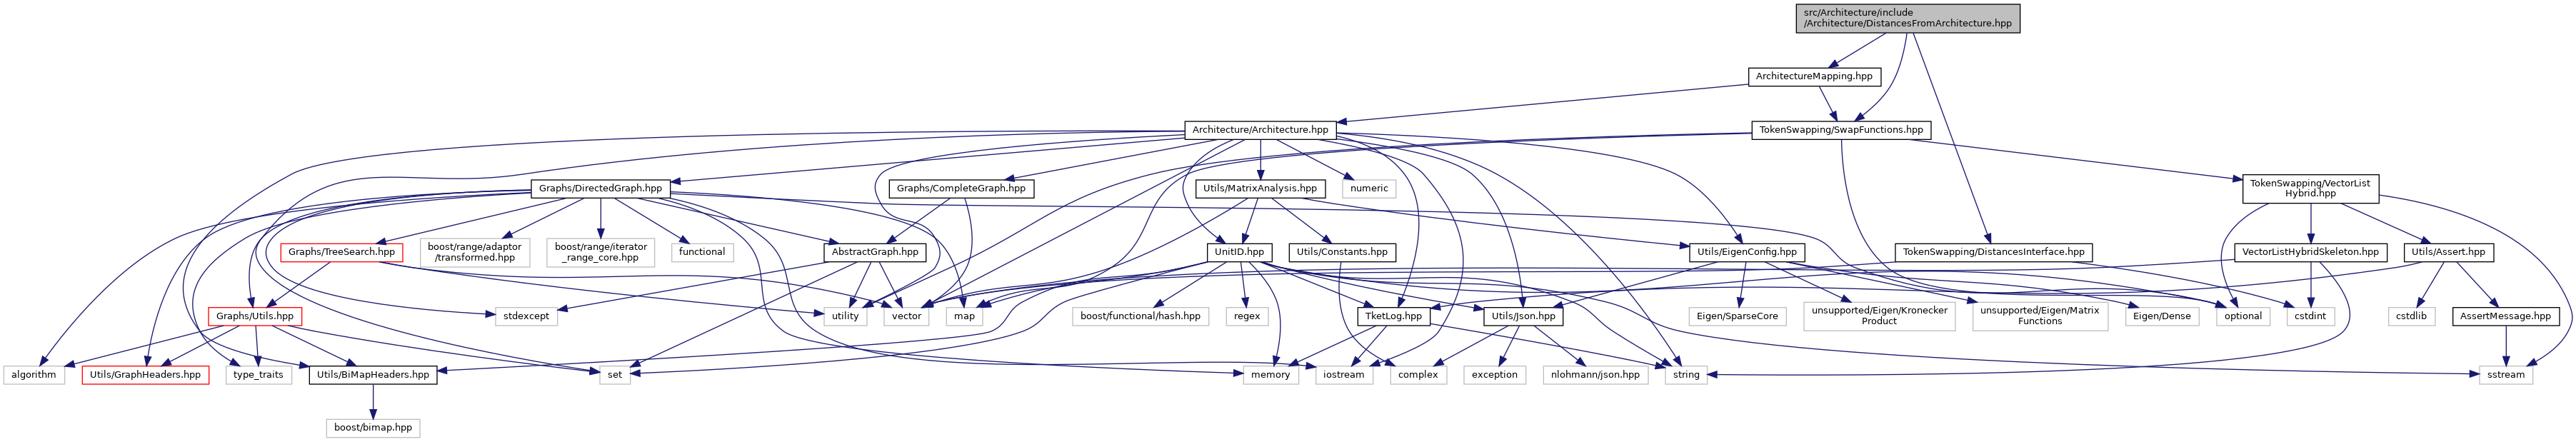 src/Architecture/include
/Architecture/DistancesFromArchitecture.hpp
ArchitectureMapping.hpp
Architecture/Architecture.hpp
TokenSwapping/SwapFunctions.hpp
Graphs/DirectedGraph.hpp
Graphs/CompleteGraph.hpp
Utils/MatrixAnalysis.hpp
numeric
TokenSwapping/VectorList
Hybrid.hpp
Graphs/TreeSearch.hpp
boost/range/adaptor
/transformed.hpp
boost/range/iterator
_range_core.hpp
functional
AbstractGraph.hpp
UnitID.hpp
Utils/Constants.hpp
Utils/EigenConfig.hpp
TokenSwapping/DistancesInterface.hpp
VectorListHybridSkeleton.hpp
Utils/Assert.hpp
Graphs/Utils.hpp
stdexcept
utility
vector
map
boost/functional/hash.hpp
regex
TketLog.hpp
Utils/Json.hpp
Eigen/SparseCore
unsupported/Eigen/Kronecker
Product
unsupported/Eigen/Matrix
Functions
Eigen/Dense
optional
cstdint
cstdlib
AssertMessage.hpp
algorithm
Utils/GraphHeaders.hpp
type_traits
Utils/BiMapHeaders.hpp
set
memory
iostream
complex
exception
nlohmann/json.hpp
string
sstream
boost/bimap.hpp